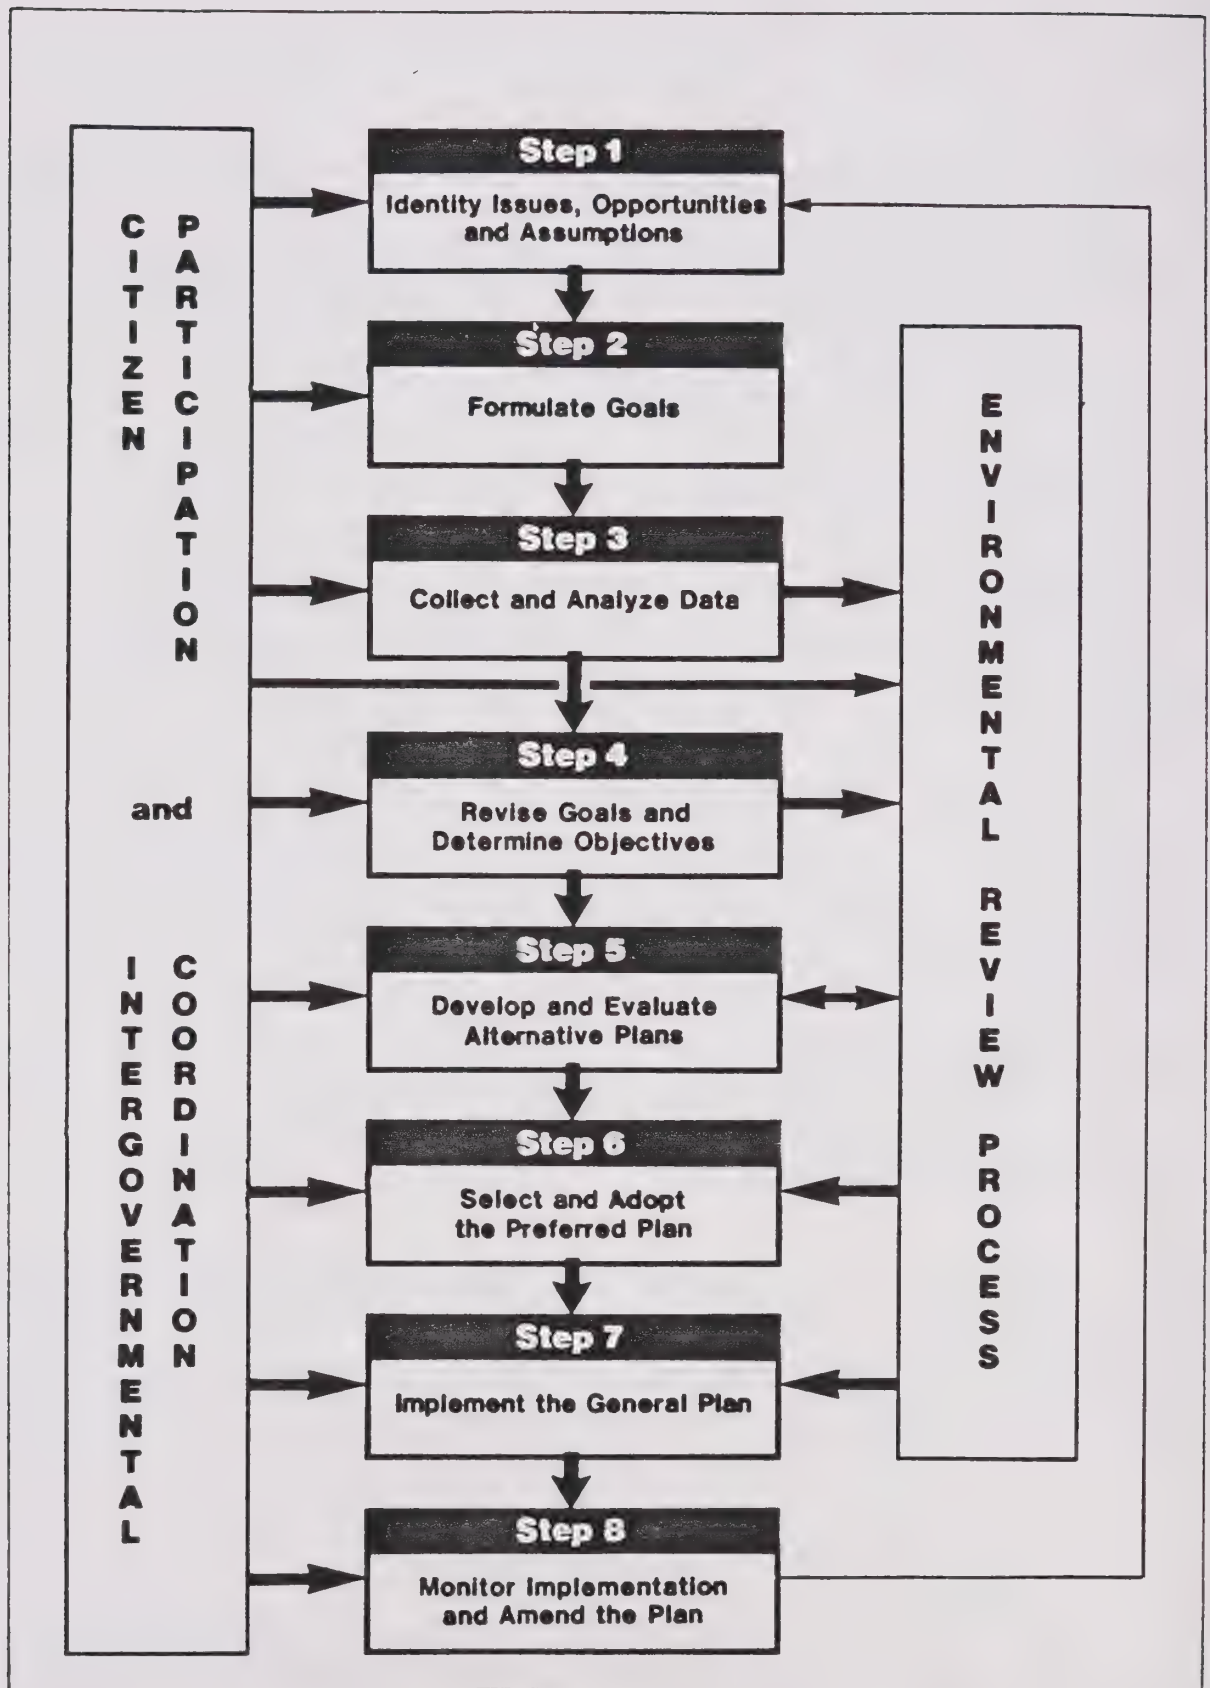 CITIZEN
PARTICIPATION
and
INTERGOVERNMENTAL
COORDINATION
Step 1
Identity Issues, Opportunities
and Assumptions
Step 2
Formulate Goals
Step 3
Collect and Analyze Data
Step 4
Revise Goals and
Determine Objectives
Step 5
Develop and Evaluate
Alternative Plans
Step 6
Select and Adopt
the Preferred Plan
Step 7
Implement the General Plan
Step 8
Monitor Implementation
and Amend the Plan
ENVIRONMENTAL REVIEW PROCESS